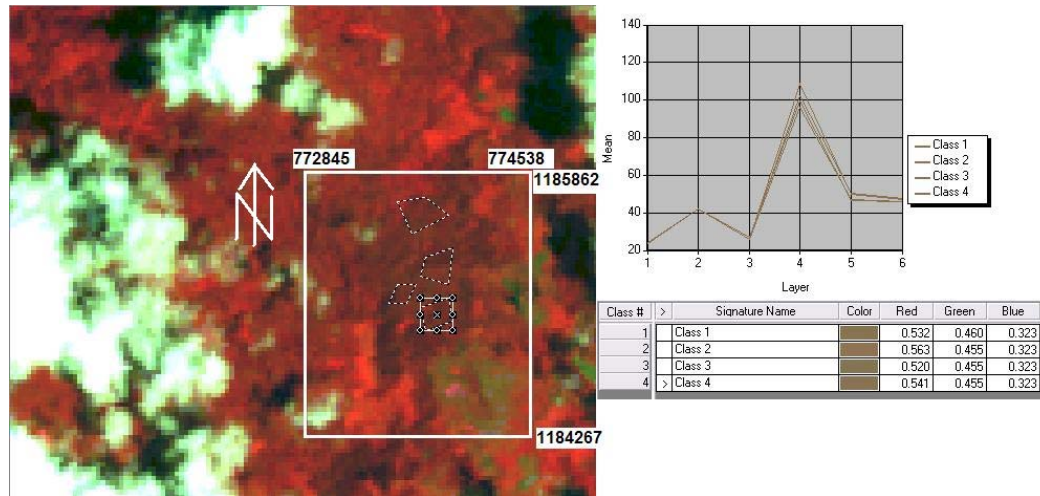 772845
774538
1185862
N
1184267
140
120
100
80
60
40
20
Mean
1 2 3 4 5 6
Layer
Class 1
Class 2
Class 3
Class 4
Class # > Signature Name Color Red Green Blue
1 Class 1 0.532 0.460 0.323
2 Class 2 0.563 0.455 0.323
3 Class 3 0.520 0.455 0.323
4 > Class 4 0.541 0.455 0.323